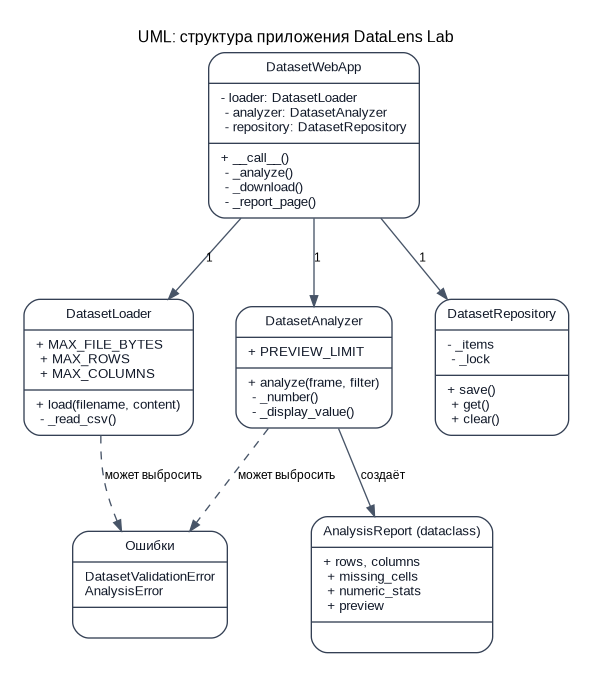 UML: структура приложения DataLens Lab
DatasetWebApp
- loader: DatasetLoader
- analyzer: DatasetAnalyzer
- repository: DatasetRepository
+ __call__()
- _analyze()
- _download()
- _report_page()
1
1
1
DatasetLoader
+ MAX_FILE_BYTES
+ MAX_ROWS
+ MAX_COLUMNS
+ load(filename, content)
- _read_csv()
DatasetAnalyzer
+ PREVIEW_LIMIT
+ analyze(frame, filter)
- _number()
- _display_value()
DatasetRepository
- _items
- _lock
+ save()
+ get()
+ clear()
может выбросить
может выбросить
создаёт
Ошибки
DatasetValidationError
AnalysisError
AnalysisReport (dataclass)
+ rows, columns
+ missing_cells
+ numeric_stats
+ preview